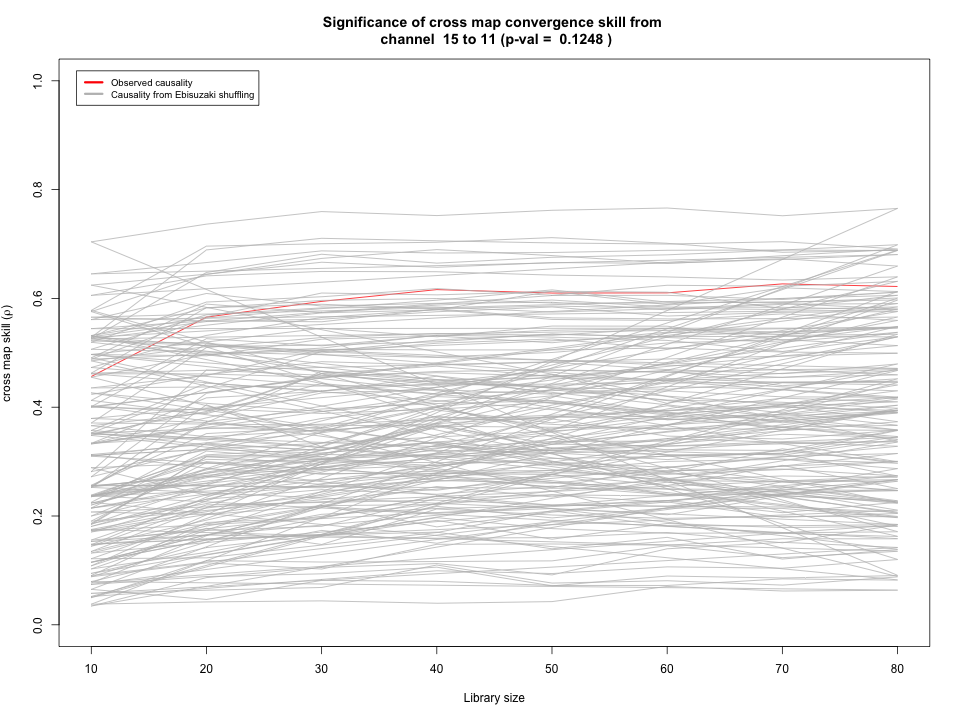 Significance of cross map convergence skill from
channel  15 to 11 (p-val =  0.1248 )
Observed causality
Causality from Ebisuzaki shuffling
cross map skill (ρ)
1.0
0.8
0.6
0.4
0.2
0.0
10 20 30 40 50 60 70 80
Library size